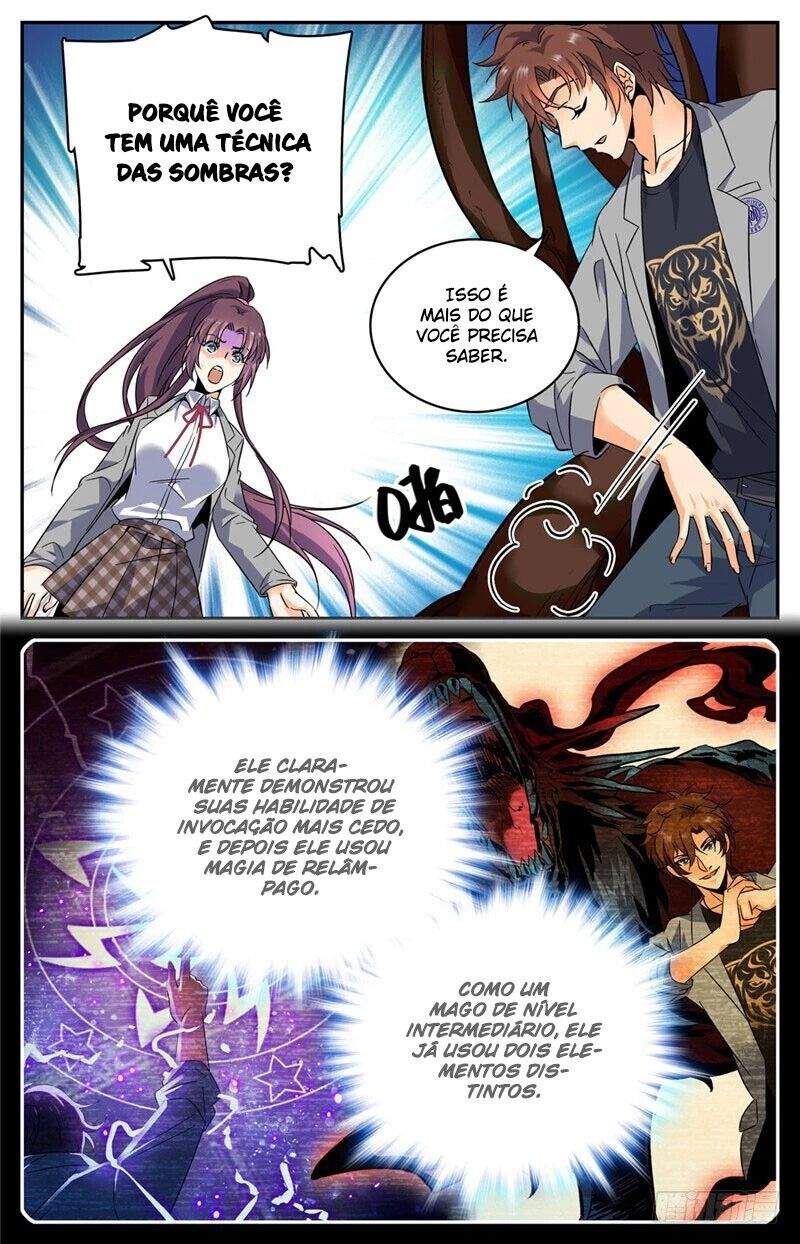 PORQUÊ VOCÊ
TEM UMA TÉCNICA
DAS SOMBRAS?
ISSO É
MAIS DO QUE
VOCÊ PRECISA
SABER.
ELE CLARA-
MENTE DEMONSTROU
SUAS HABILIDADE DE
INVOCAÇÃO MAIS CEDO,
E DEPOIS ELE USOU
MAGIA DE RELÂM-
PAGO.
COMO UM
MAGO DE NÍVEL
INTERMEDIÁRIO, ELE
JÁ USOU DOIS ELE-
MENTOS DIS-
TINTOS.